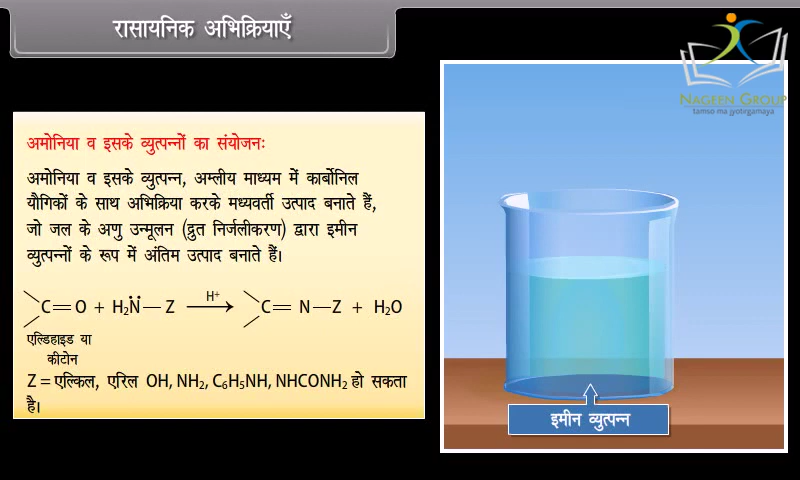 रासायनिक अभिक्रियाएँ
NAGEEN GROUP
tamso ma jyotirgamaya
अमोनिया व इसके व्युत्पन्नों का संयोजनः
अमोनिया व इसके व्युत्पन्न, अम्लीय माध्यम में कार्बोनिल
यौगिकों के साथ अभिक्रिया करके मध्यवर्ती उत्पाद बनाते हैं,
जो जल के अणु उन्मूलन (द्रुत निर्जलीकरण) द्वारा इमीन
व्युत्पन्नों के रूप में अंतिम उत्पाद बनाते हैं।
C=O + H₂N̈—Z —H⁺→ C=N—Z + H₂O
एल्डिहाइड या
कीटोन
Z = एल्किल, एरिल OH, NH₂, C₆H₅NH, NHCONH₂ हो सकता
है।
इमीन व्युत्पन्न